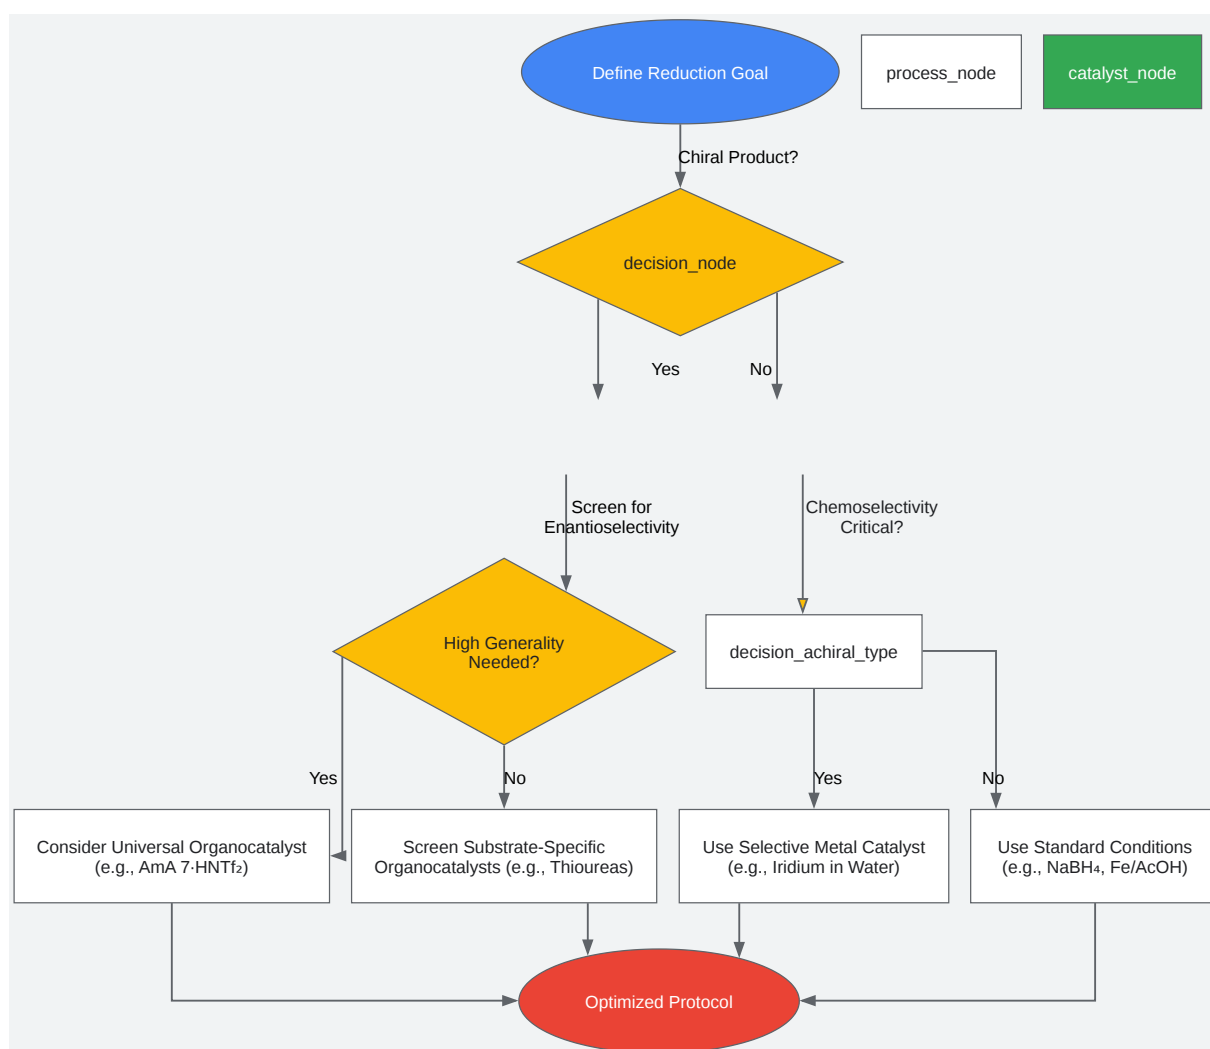 Define Reduction Goal
process_node
catalyst_node
Chiral Product?
decision_node
Yes
No
Screen for
Enantioselectivity
Chemoselectivity
Critical?
High Generality
Needed?
decision_achiral_type
Yes
No
Yes
No
Consider Universal Organocatalyst
(e.g., AmA 7·HNTf₂)
Screen Substrate-Specific
Organocatalysts (e.g., Thioureas)
Use Selective Metal Catalyst
(e.g., Iridium in Water)
Use Standard Conditions
(e.g., NaBH₄, Fe/AcOH)
Optimized Protocol